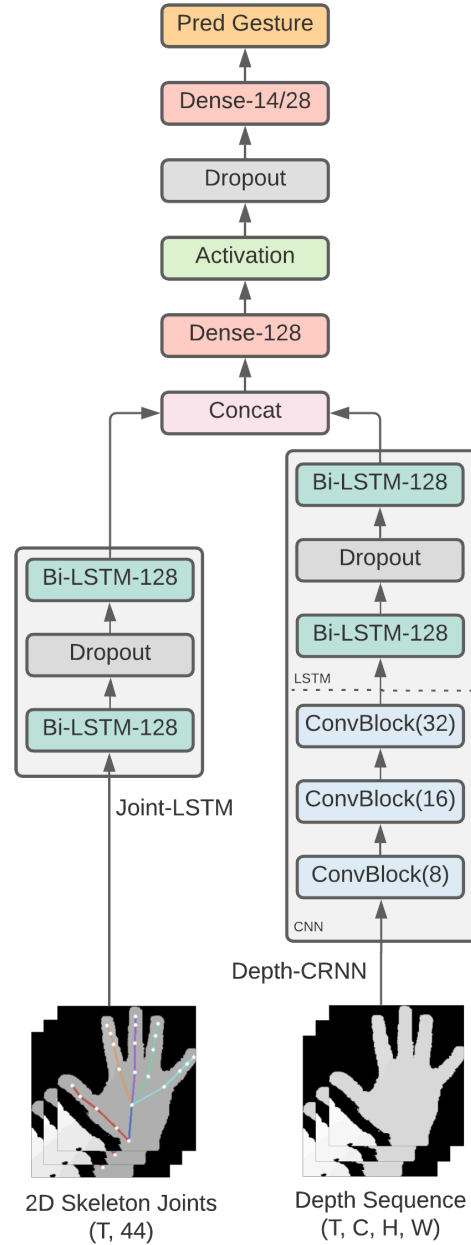 Pred Gesture
Dense-14/28
Dropout
Activation
Dense-128
Concat
Bi-LSTM-128
Dropout
Bi-LSTM-128
Joint-LSTM
2D Skeleton Joints
(T, 44)
Bi-LSTM-128
Dropout
Bi-LSTM-128
LSTM
ConvBlock(32)
ConvBlock(16)
ConvBlock(8)
CNN
Depth-CRNN
Depth Sequence
(T, C, H, W)